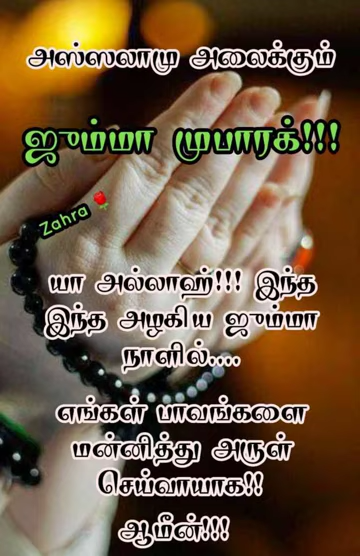 அஸ்ஸலாமு அலைக்கும்
ஜும்மா முபாரக்!!!
Zahra 🌹
யா அல்லாஹ்!!! இந்த
இந்த அழகிய ஜும்மா
நாளில்....
எங்கள் பாவங்களை
மன்னித்து அருள்
செய்வாயாக!!
ஆமீன்!!!